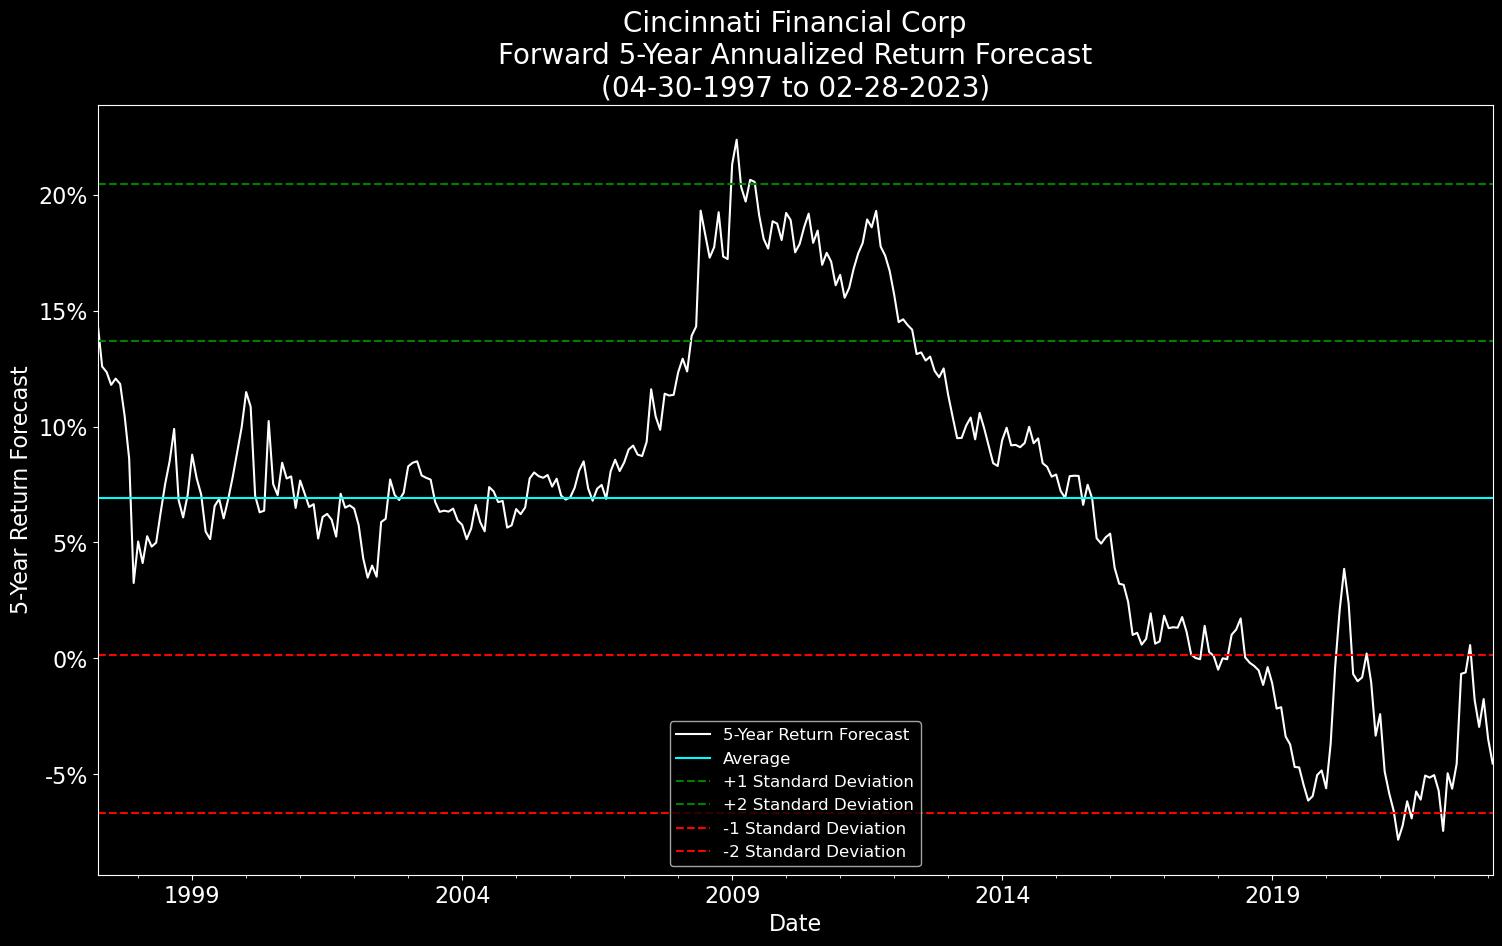 Cincinnati Financial Corp
Forward 5-Year Annualized Return Forecast
(04-30-1997 to 02-28-2023)
5-Year Return Forecast
20%
15%
10%
5%
0%
-5%
5-Year Return Forecast
Average
+1 Standard Deviation
+2 Standard Deviation
-1 Standard Deviation
-2 Standard Deviation
1999
2004
2009
2014
2019
Date